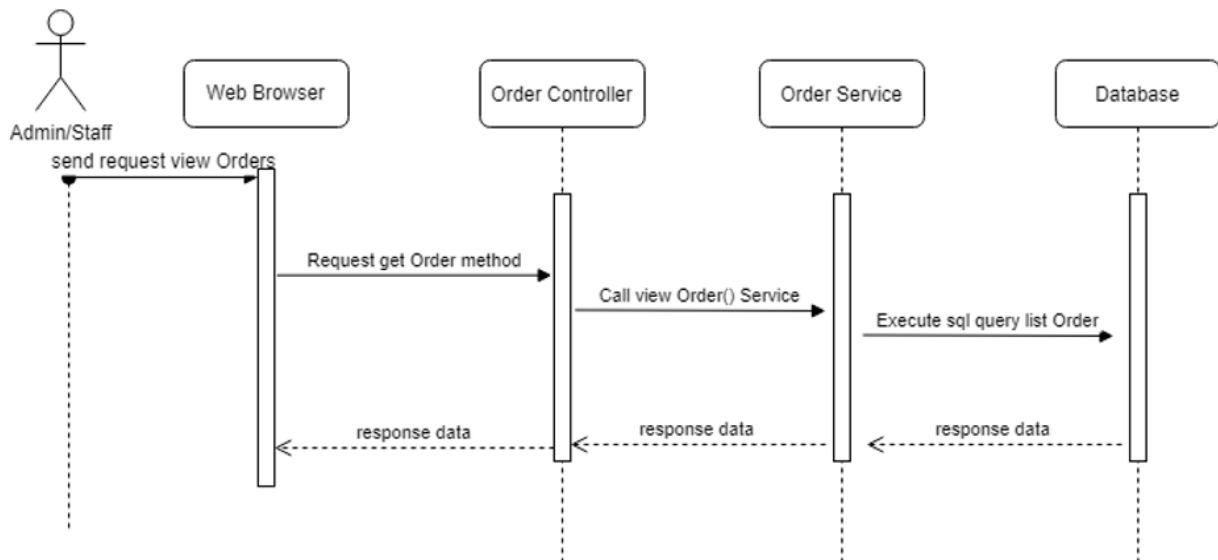 Web Browser
Order Controller
Order Service
Database
Admin/Staff
send request view Orders
Request get Order method
Call view Order() Service
Execute sql query list Order
response data
response data
response data